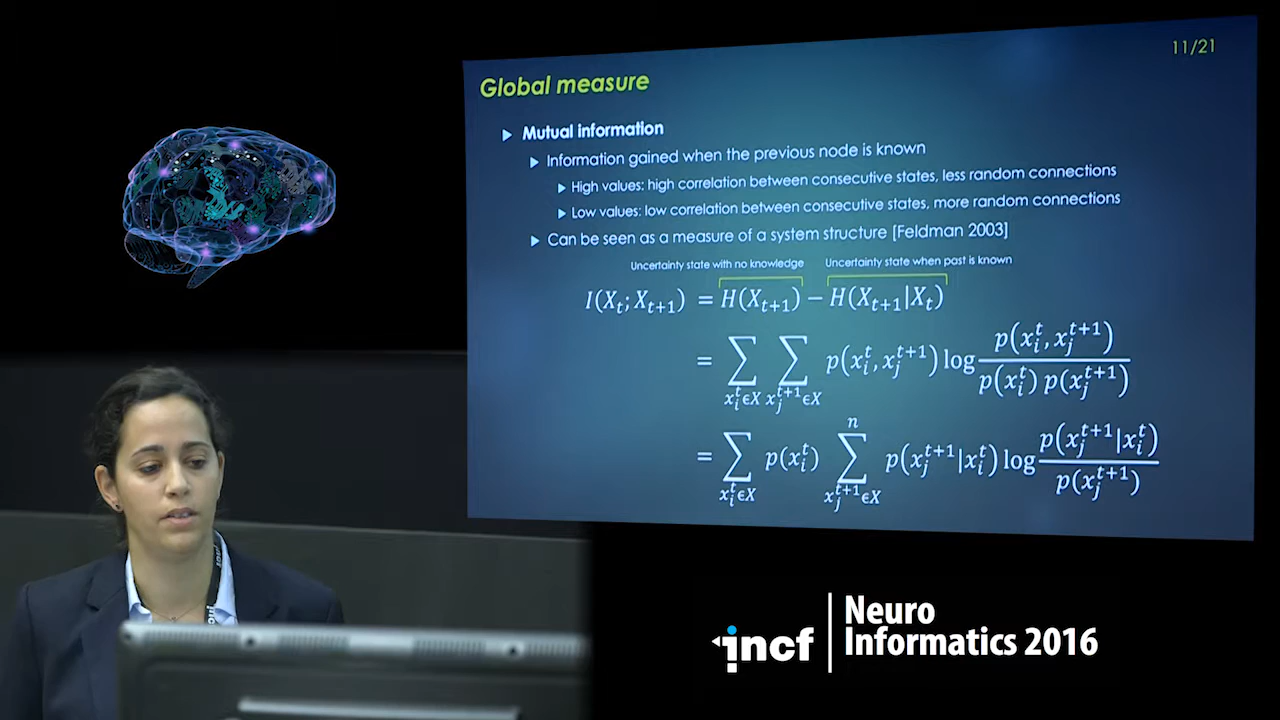 11/21
Global measure
Mutual information
Information gained when the previous node is known
High values: high correlation between consecutive states, less random connections
Low values: low correlation between consecutive states, more random connections
Can be seen as a measure of a system structure [Feldman 2003]
Uncertainty state with no knowledge Uncertainty state when past is known
I(X_t; X_{t+1}) = H(X_{t+1}) − H(X_{t+1}|X_t)
= ∑_{x_i^t ϵX} ∑_{x_j^{t+1} ϵX} p(x_i^t, x_j^{t+1}) log p(x_i^t, x_j^{t+1}) / p(x_i^t) p(x_j^{t+1})
= ∑_{x_i^t ϵX} p(x_i^t) ∑_{x_j^{t+1} ϵX}^n p(x_j^{t+1}|x_i^t) log p(x_j^{t+1}|x_i^t) / p(x_j^{t+1})
incf
Neuro
Informatics 2016